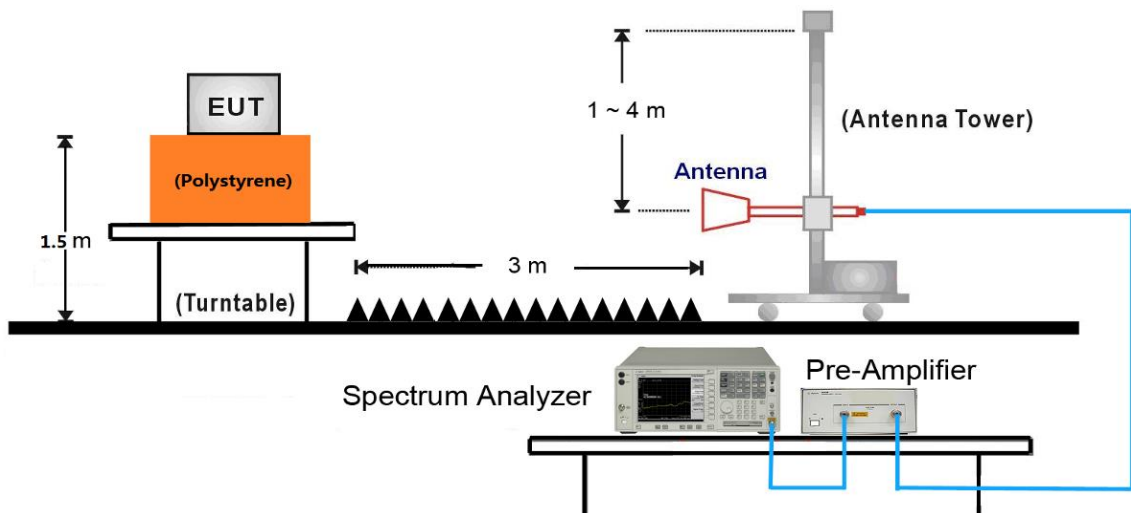 EUT
(Polystyrene)
1.5 m
(Turntable)
3 m
1 ~ 4 m
(Antenna Tower)
Antenna
Spectrum Analyzer
Pre-Amplifier